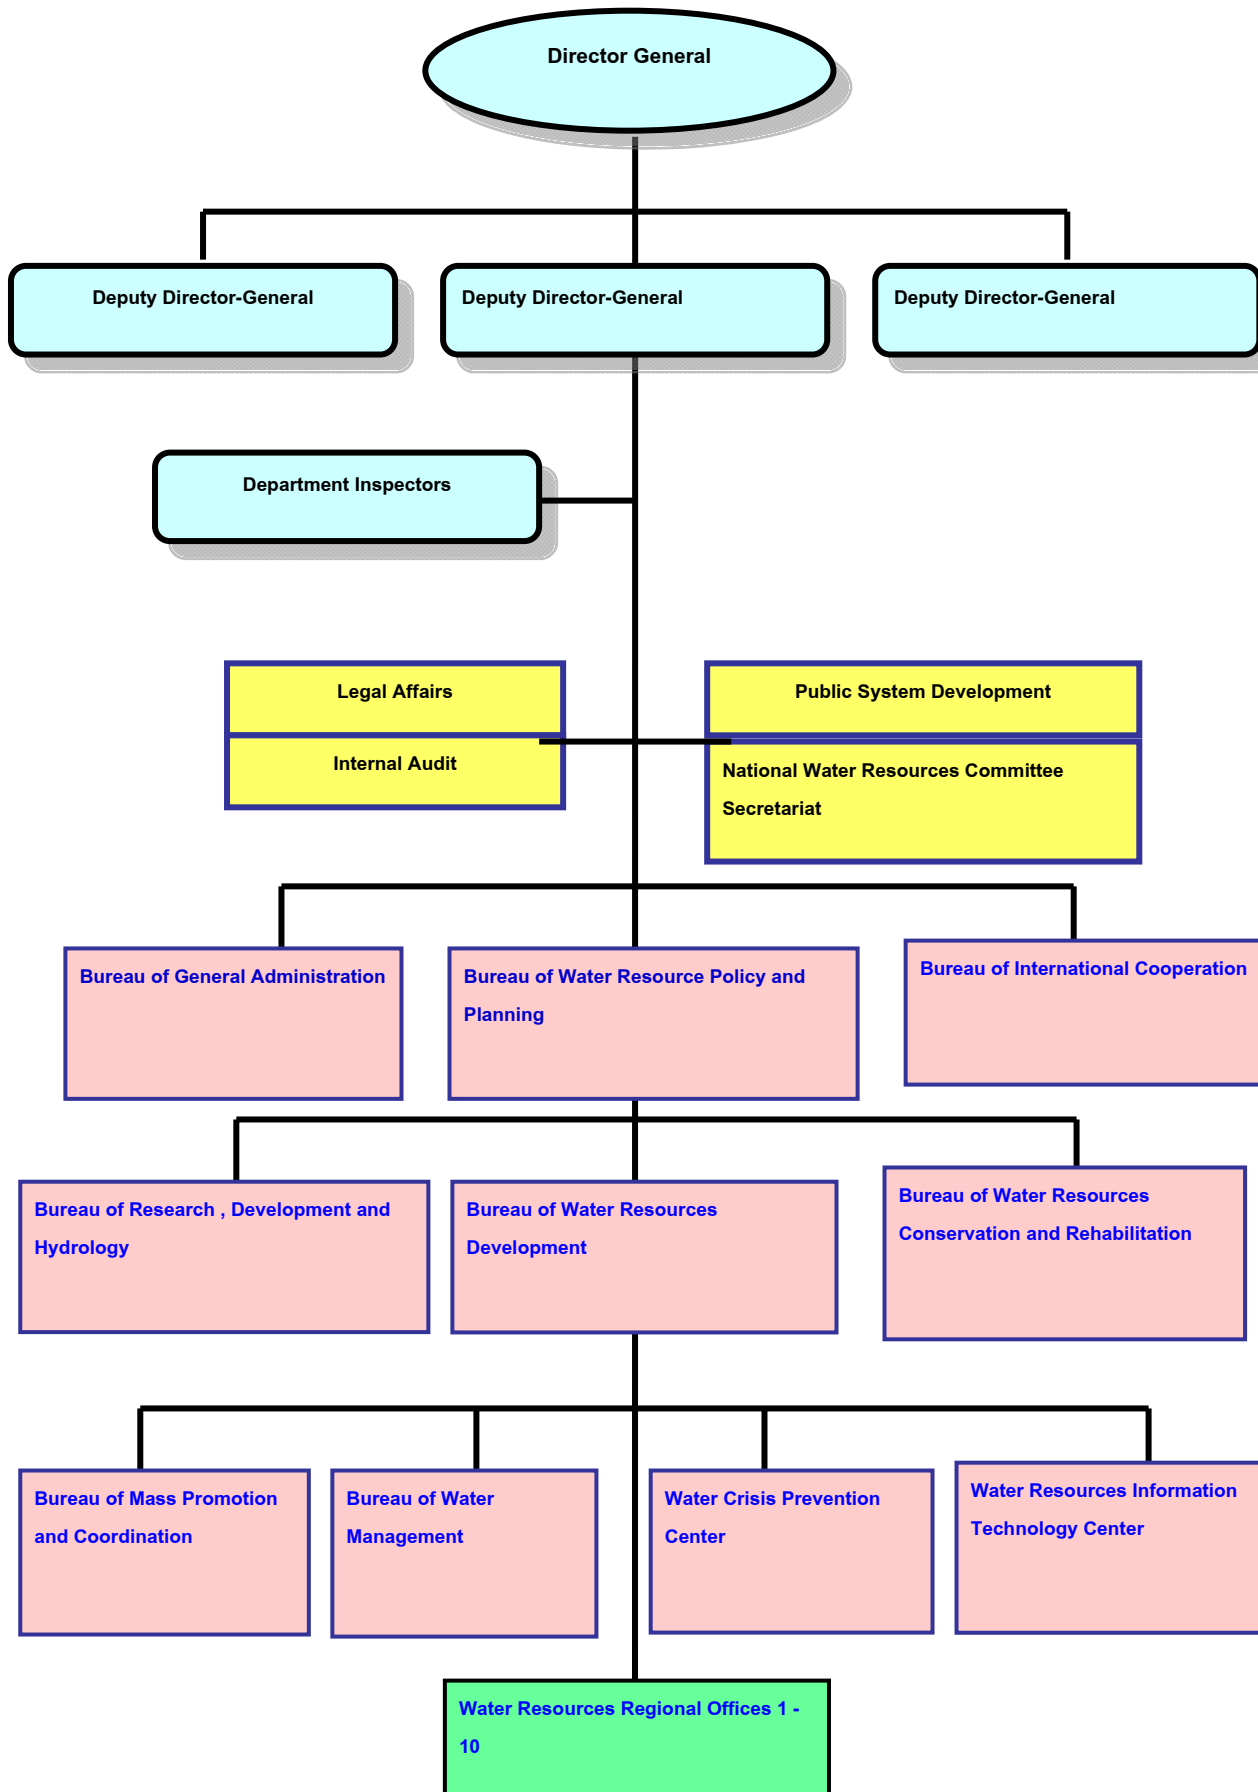 Director General
Deputy Director-General
Deputy Director-General
Deputy Director-General
Department Inspectors
Legal Affairs
Internal Audit
Public System Development
National Water Resources Committee
Secretariat
Bureau of General Administration
Bureau of Water Resource Policy and
Planning
Bureau of International Cooperation
Bureau of Research , Development and
Hydrology
Bureau of Water Resources
Development
Bureau of Water Resources
Conservation and Rehabilitation
Bureau of Mass Promotion
and Coordination
Bureau of Water
Management
Water Crisis Prevention
Center
Water Resources Information
Technology Center
Water Resources Regional Offices 1 -
10